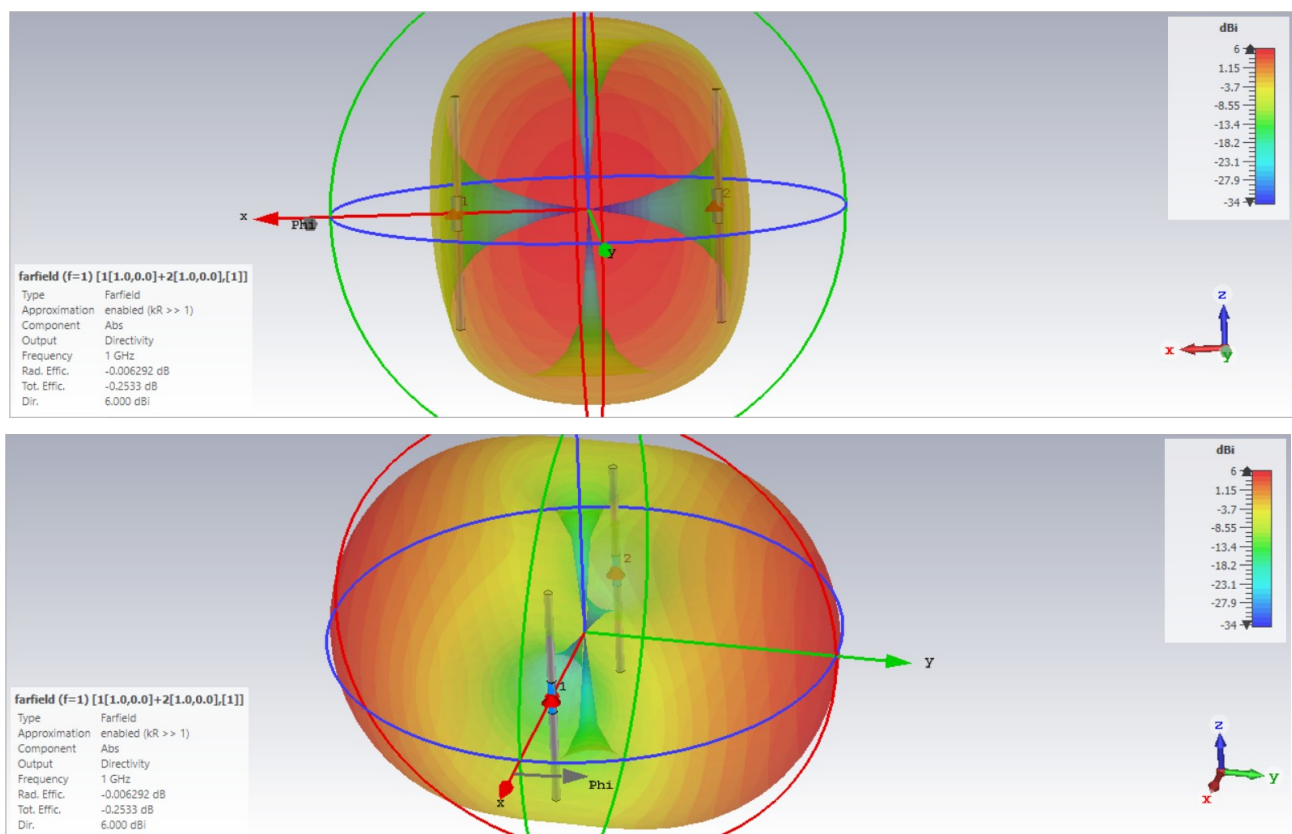 dBi
6
1.15
-3.7
-8.55
-13.4
-18.2
-23.1
-27.9
-34
1
2
x
Phi
y
farfield (f=1) [1[1.0,0.0]+2[1.0,0.0],[1]]
Type Farfield
Approximation enabled (kR >> 1)
Component Abs
Output Directivity
Frequency 1 GHz
Rad. Effic. -0.006292 dB
Tot. Effic. -0.2533 dB
Dir. 6.000 dBi
z
x
y
dBi
6
1.15
-3.7
-8.55
-13.4
-18.2
-23.1
-27.9
-34
2
1
y
x
Phi
farfield (f=1) [1[1.0,0.0]+2[1.0,0.0],[1]]
Type Farfield
Approximation enabled (kR >> 1)
Component Abs
Output Directivity
Frequency 1 GHz
Rad. Effic. -0.006292 dB
Tot. Effic. -0.2533 dB
Dir. 6.000 dBi
z
y
x